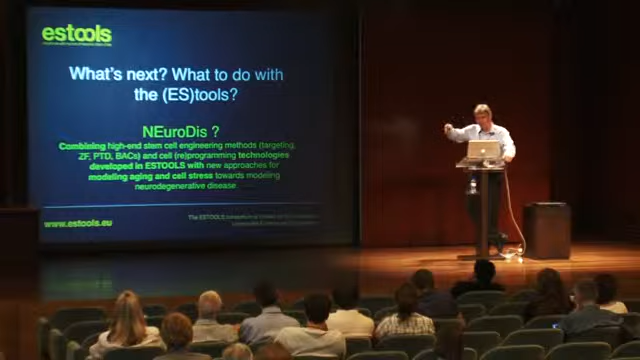 estools
What's next? What to do with
the (ES)tools?
NEuroDis ?
Combining high-end stem cell engineering methods (targeting,
ZF, PTD, BACs) and cell (re)programming technologies
developed in ESTOOLS with new approaches for
modeling aging and cell stress towards modeling
neurodegenerative disease
www.estools.eu
The ESTOOLS